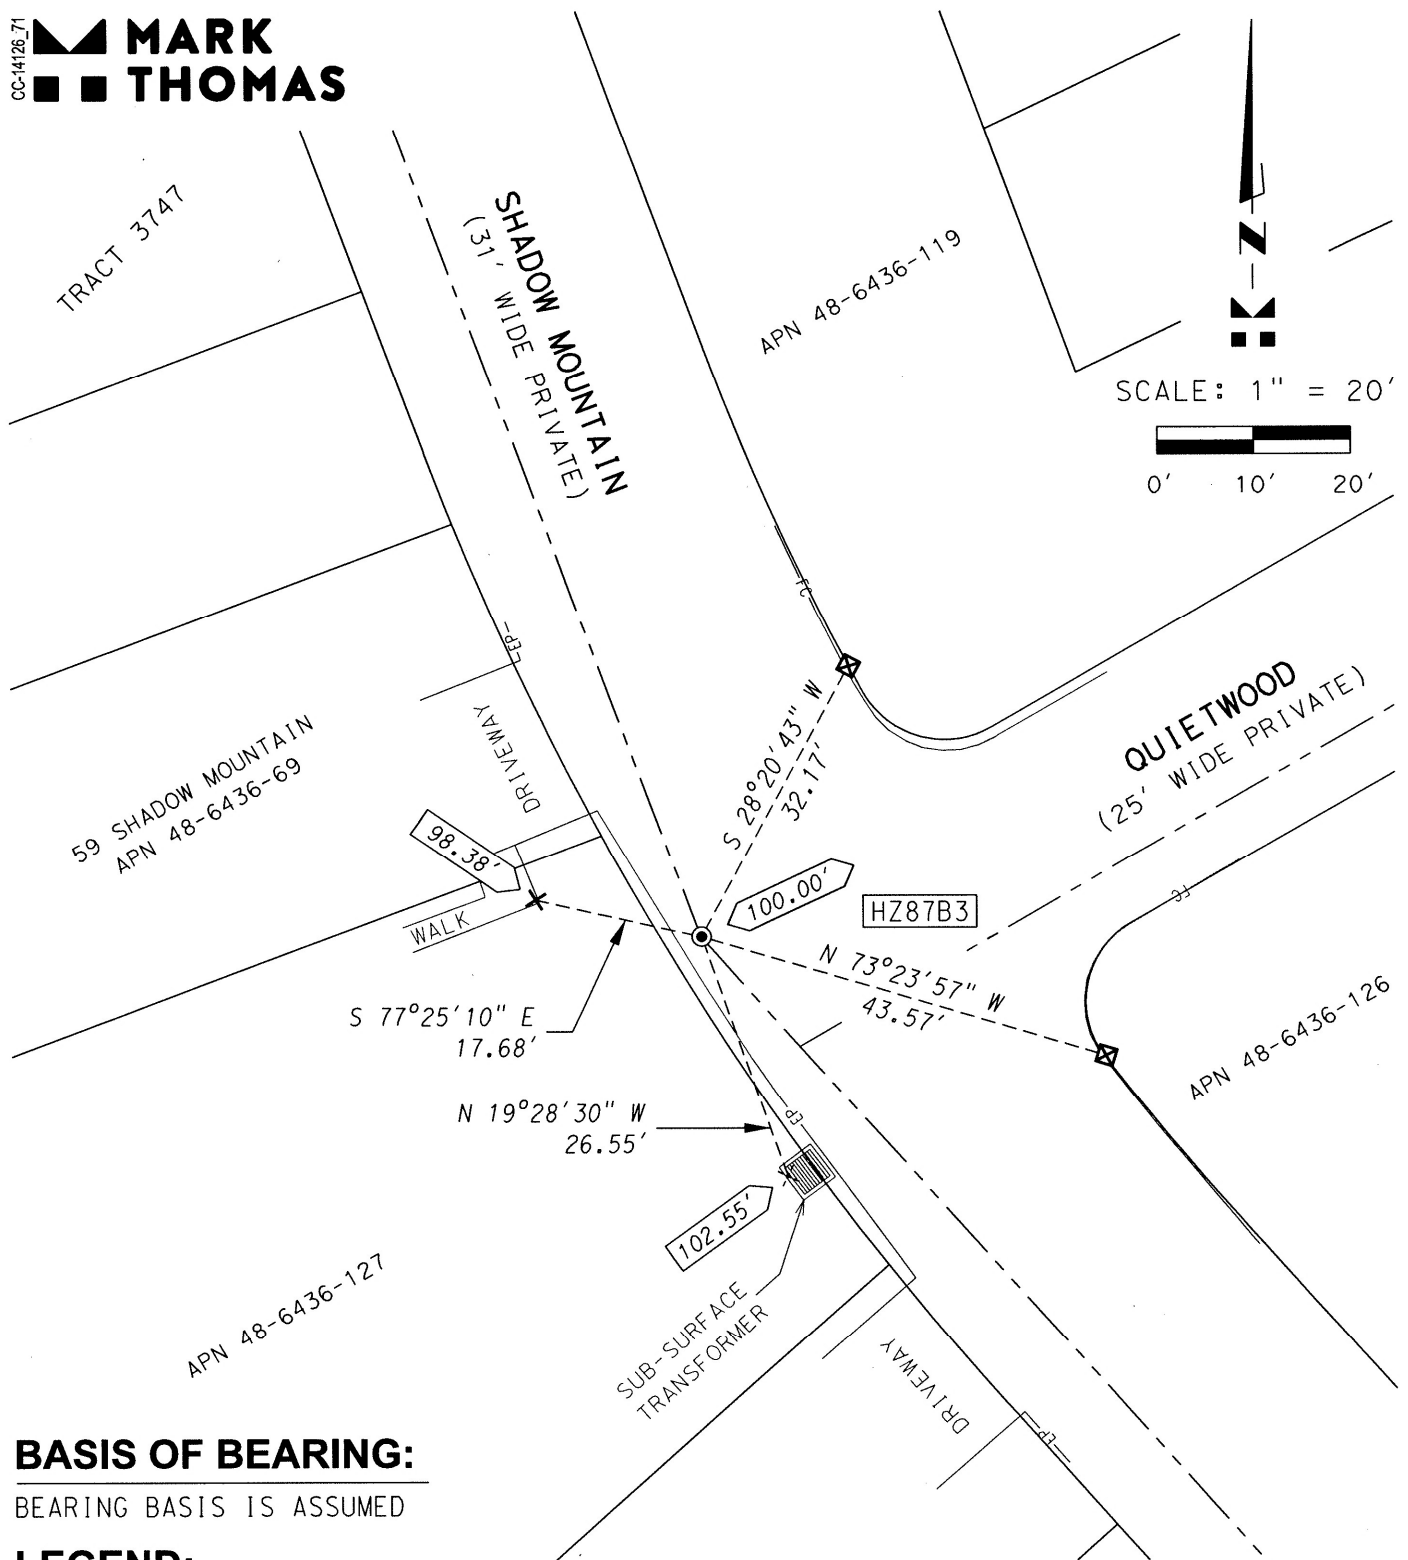 CC-14126_71
MARK
THOMAS
TRACT 3747
SHADOW MOUNTAIN
(31' WIDE PRIVATE)
APN 48-6436-119
N
SCALE: 1" = 20'
0' 10' 20'
FC
EP
DRIVEWAY
S 28°20'43" W
32.17'
QUIETWOOD
(25' WIDE PRIVATE)
59 SHADOW MOUNTAIN
APN 48-6436-69
98.38'
WALK
100.00'
HZ87B3
FC
N 73°23'57" W
43.57'
S 77°25'10" E
17.68'
APN 48-6436-126
N 19°28'30" W
26.55'
EP
102.55'
SUB-SURFACE
TRANSFORMER
APN 48-6436-127
DRIVEWAY
EP
BASIS OF BEARING:
BEARING BASIS IS ASSUMED
LEGEND: